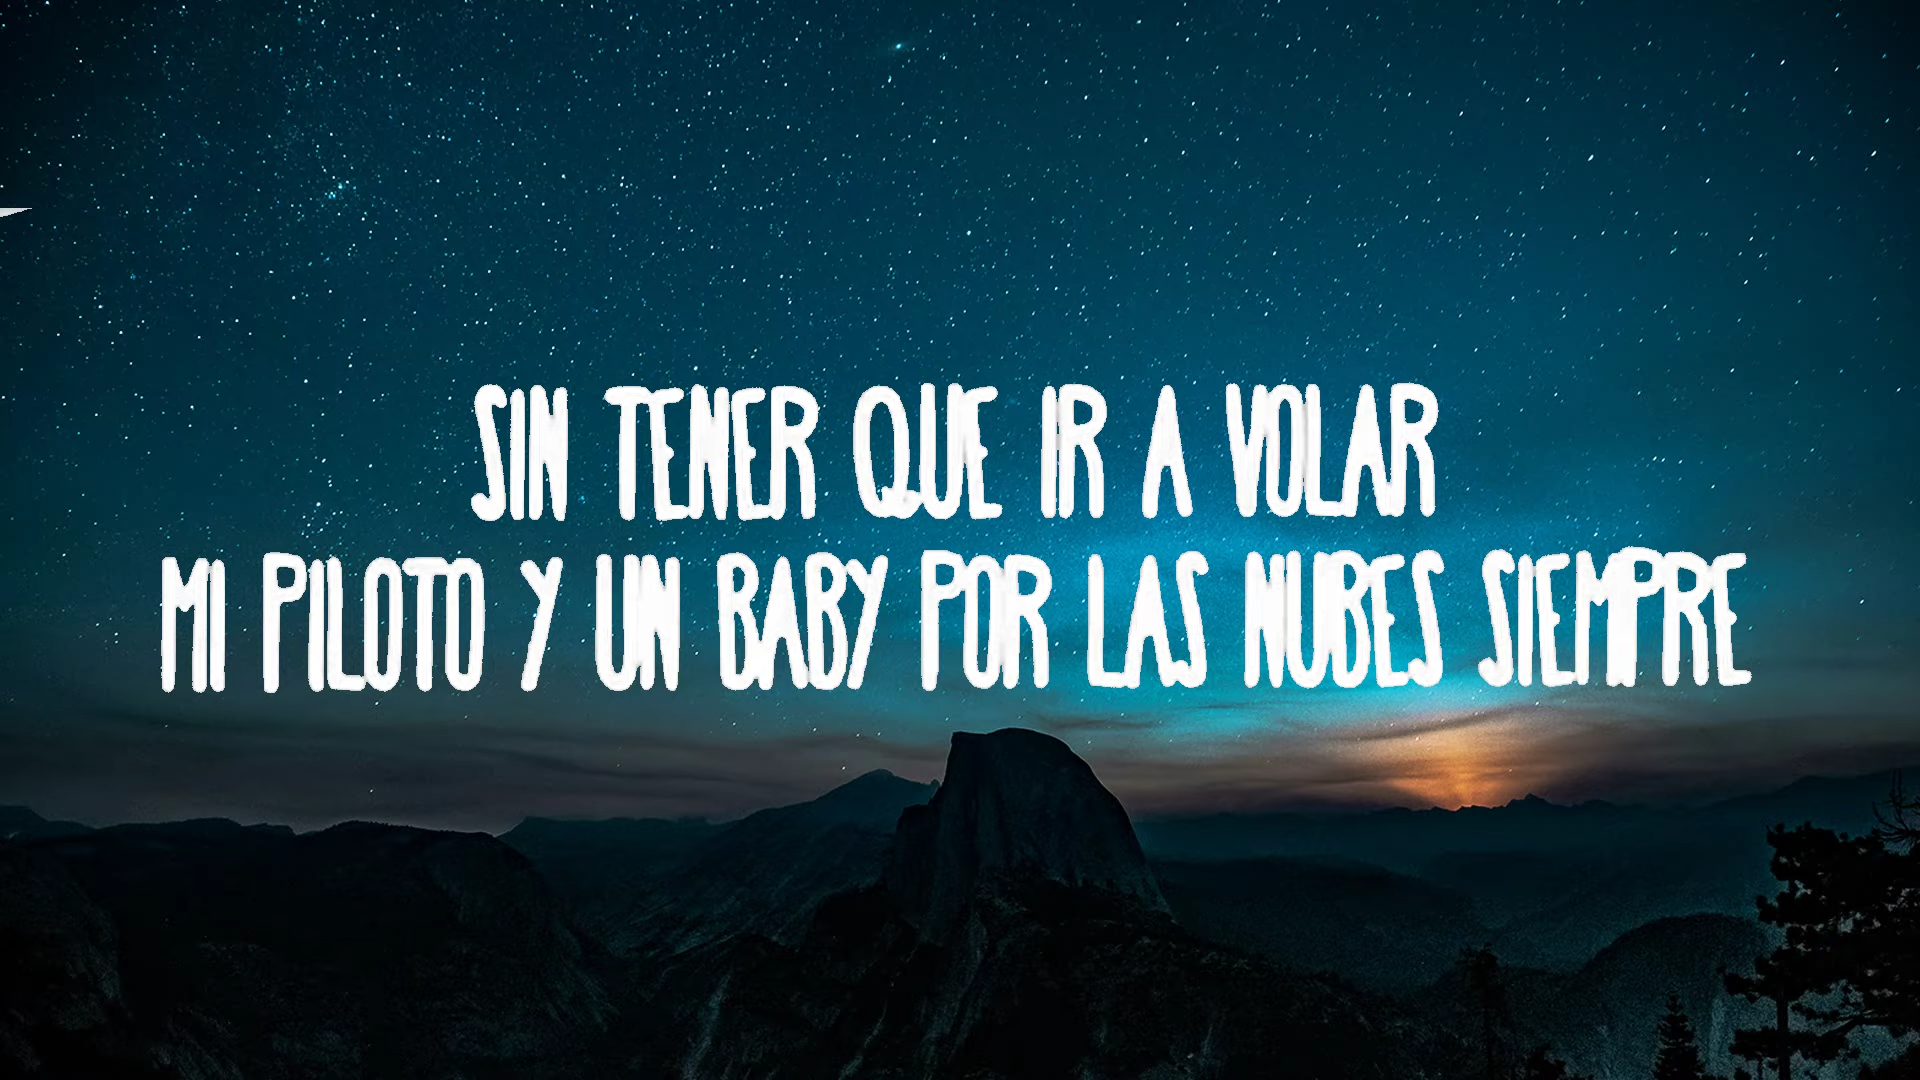 SIN TENER QUE IR A VOLAR
MI PILOTO Y UN BABY POR LAS NUBES SIEMPRE